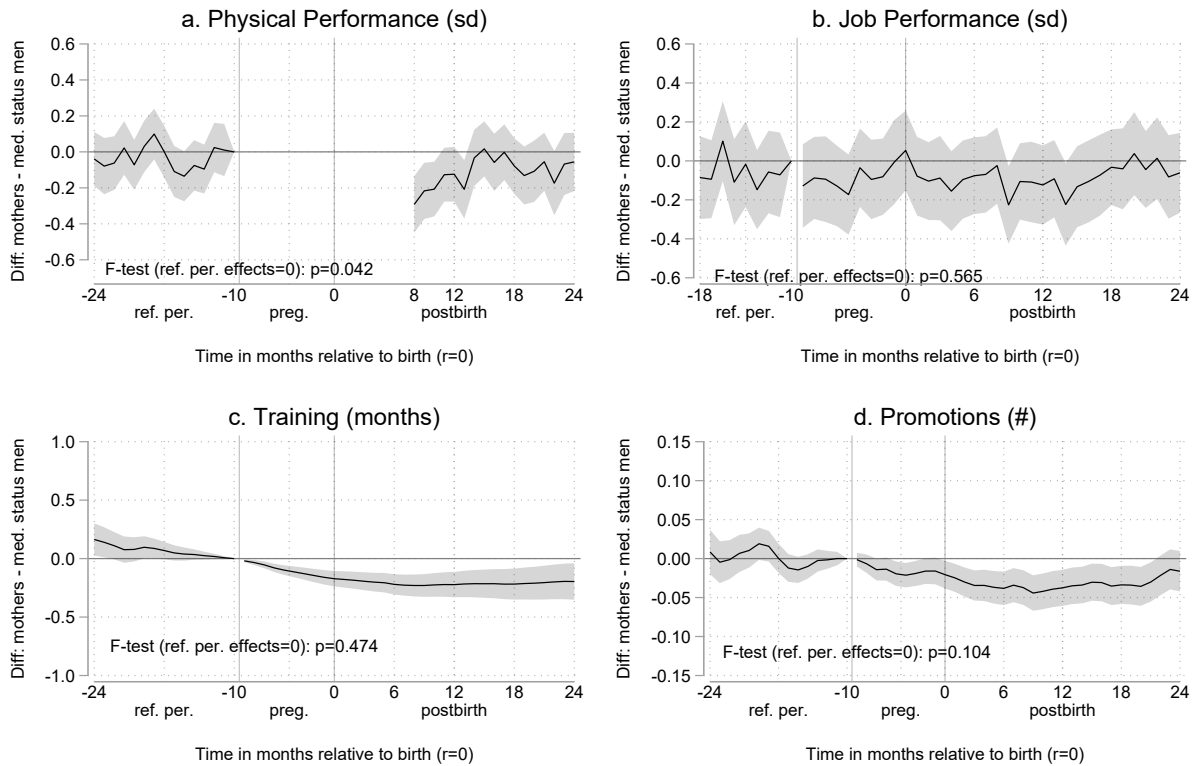 a. Physical Performance (sd)
Diff: mothers - med. status men
0.6
0.4
0.2
0.0
-0.2
-0.4
-0.6
F-test (ref. per. effects=0): p=0.042
-24 -10 0 8 12 18 24
ref. per. preg. postbirth
Time in months relative to birth (r=0)
b. Job Performance (sd)
Diff: mothers - med. status men
0.6
0.4
0.2
0.0
-0.2
-0.4
-0.6
F-test (ref. per. effects=0): p=0.565
-18 -10 0 6 12 18 24
ref. per. preg. postbirth
Time in months relative to birth (r=0)
c. Training (months)
Diff: mothers - med. status men
1.0
0.5
0.0
-0.5
-1.0
F-test (ref. per. effects=0): p=0.474
-24 -10 0 6 12 18 24
ref. per. preg. postbirth
Time in months relative to birth (r=0)
d. Promotions (#)
Diff: mothers - med. status men
0.15
0.10
0.05
0.00
-0.05
-0.10
-0.15
F-test (ref. per. effects=0): p=0.104
-24 -10 0 6 12 18 24
ref. per. preg. postbirth
Time in months relative to birth (r=0)